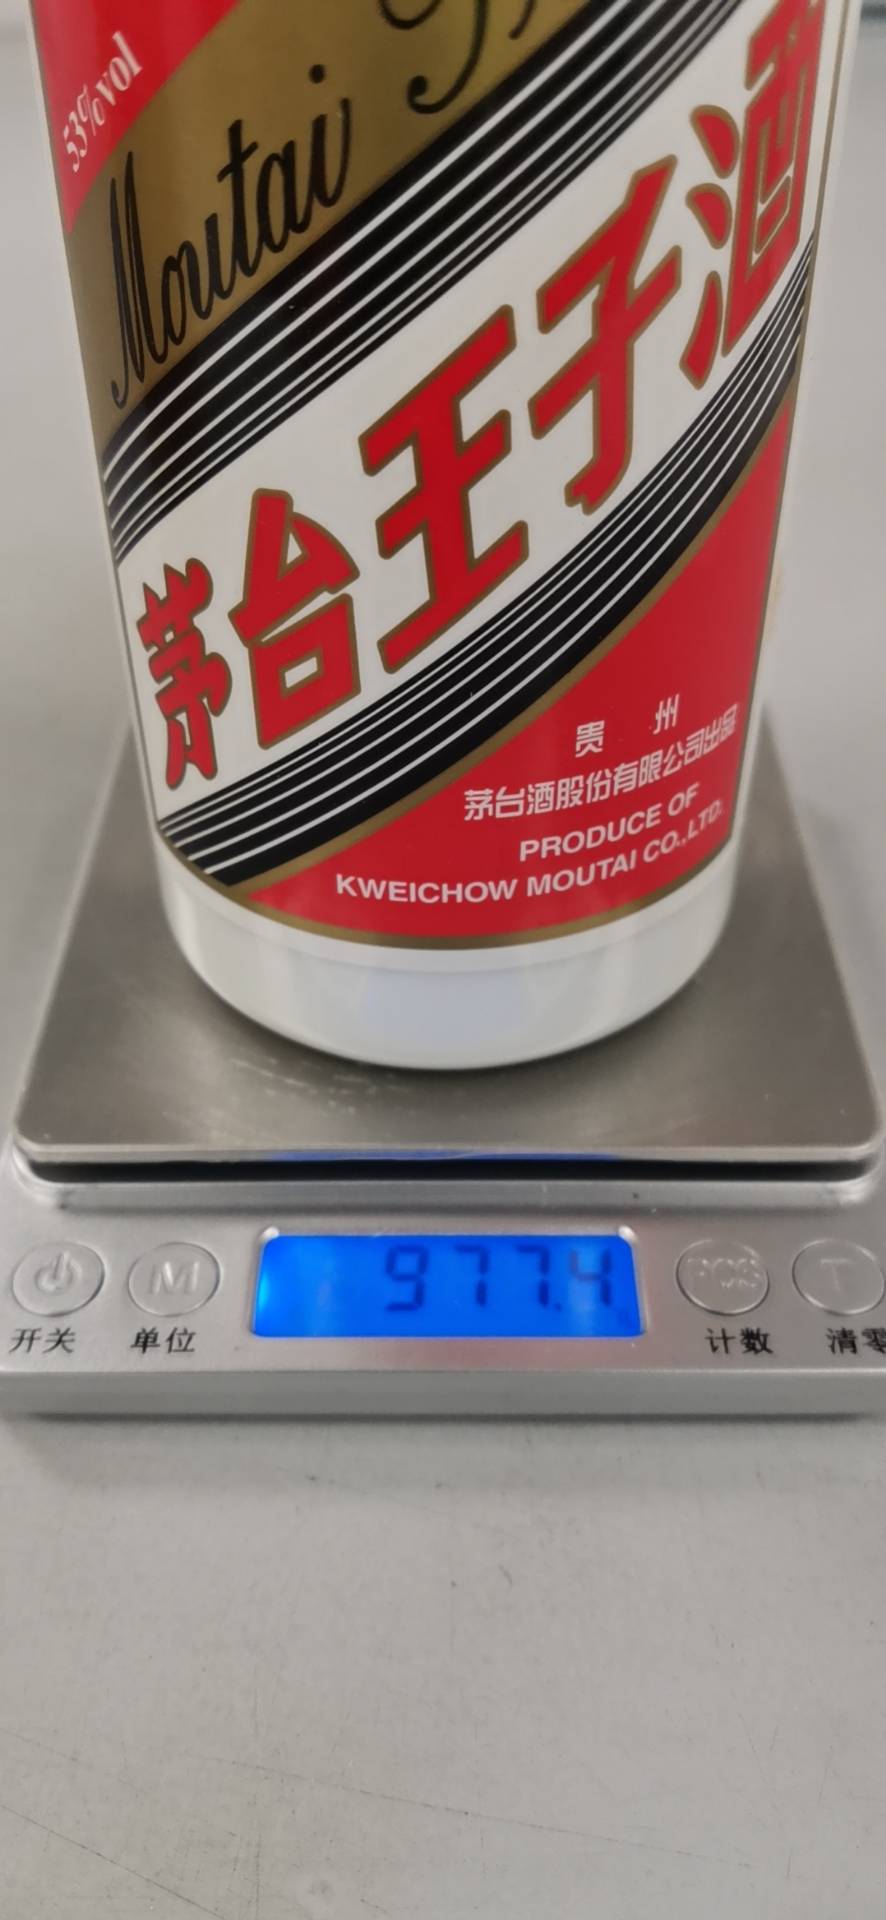 53%vol
Moutai
茅台王子酒
贵州
茅台酒股份有限公司出品
PRODUCE OF
KWEICHOW MOUTAI CO.,LTD.
977.4
M PCS T
开关 单位 计数 清零